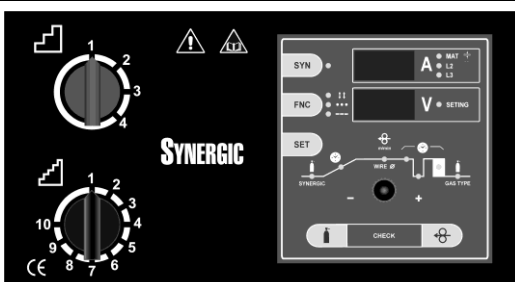 1
2
3
4
SYNERGIC
1
2
3
4
5
6
7
8
9
10
CE
SYN
A
MAT
L2
L3
FNC
V
SETING
SET
WIRE Ø
SYNERGIC
GAS TYPE
- +
CHECK